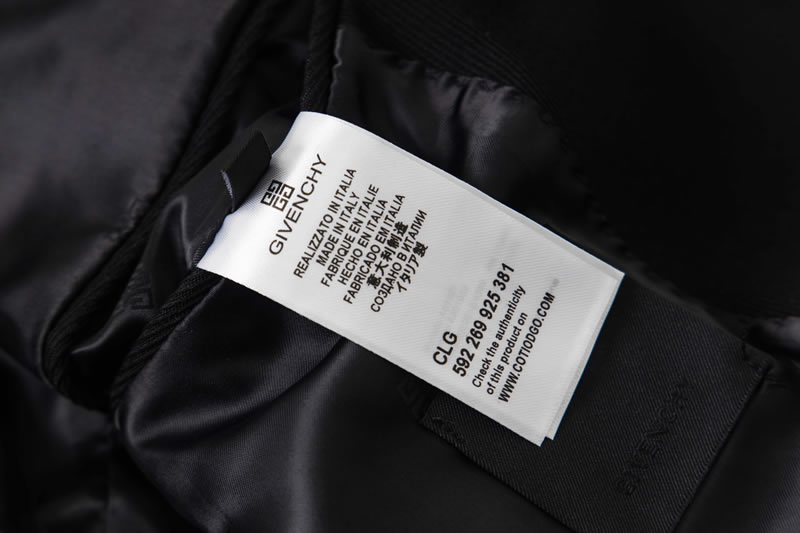 GIVENCHY
REALIZZATO IN ITALIA
MADE IN ITALY
FABRIQUE EN ITALIE
HECHO EN ITALIA
FABRICADO EM ITALIA
意大利制造
СОЗДАНО В ИТАЛИИ
イタリア製
CLG
592 269 925 381
Check the authenticity
of this product on
WWW.COTIODGO.COM
GIVENCHY